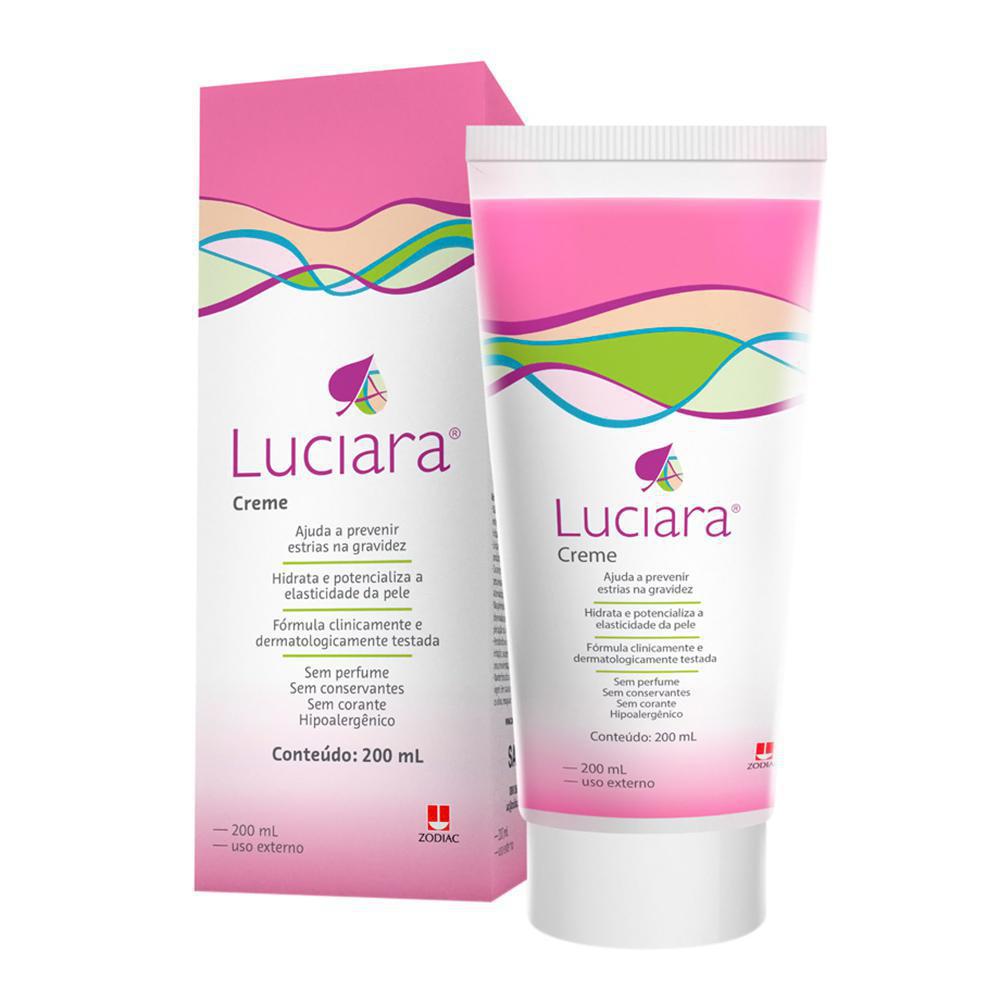 Luciara®
Creme
Ajuda a prevenir
estrias na gravidez
Hidrata e potencializa a
elasticidade da pele
Fórmula clinicamente e
dermatologicamente testada
Sem perfume
Sem conservantes
Sem corante
Hipoalergênico
Conteúdo: 200 mL
— 200 mL
— uso externo
ZODIAC
Luciara®
Creme
Ajuda a prevenir
estrias na gravidez
Hidrata e potencializa a
elasticidade da pele
Fórmula clinicamente e
dermatologicamente testada
Sem perfume
Sem conservantes
Sem corante
Hipoalergênico
Conteúdo: 200 mL
— 200 mL
— uso externo